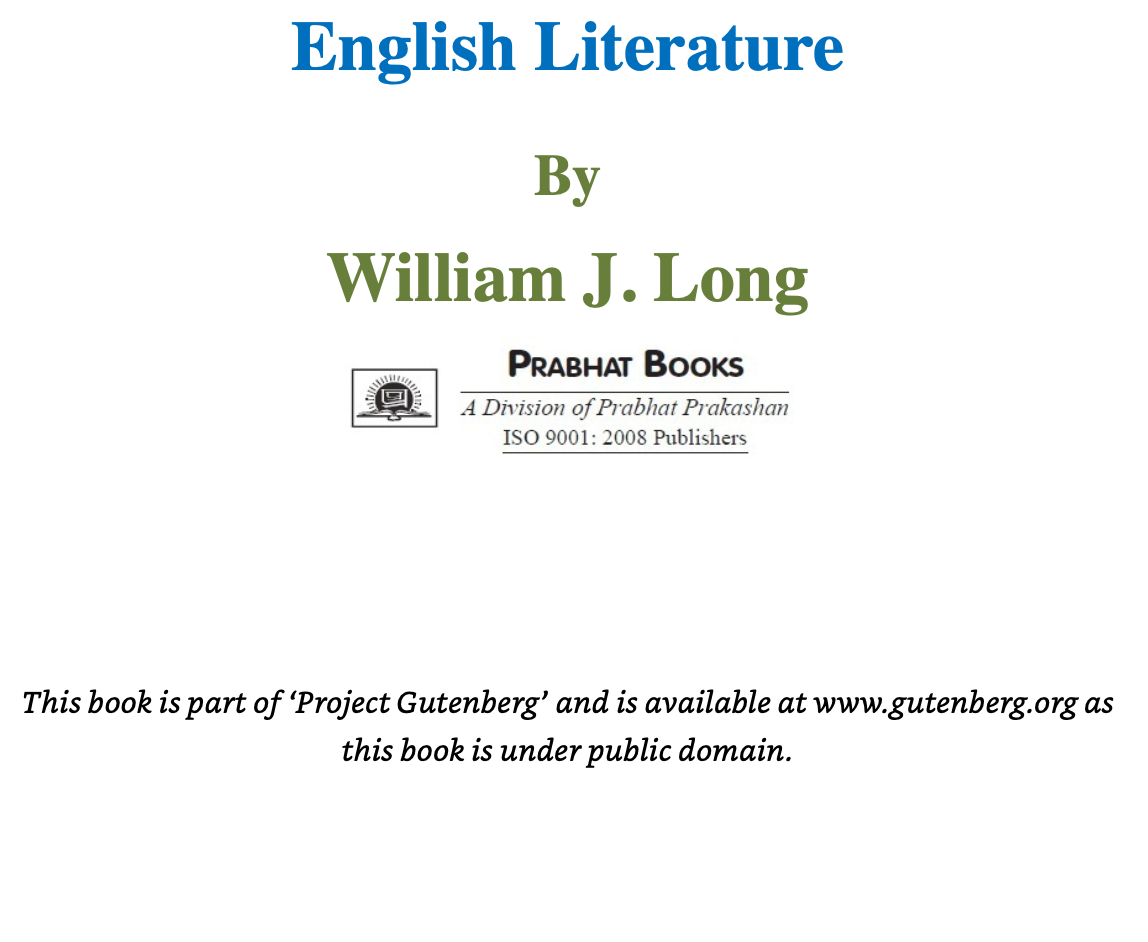 English Literature
By
William J. Long
PRABHAT BOOKS
A Division of Prabhat Prakashan
ISO 9001: 2008 Publishers
This book is part of ‘Project Gutenberg’ and is available at www.gutenberg.org as
this book is under public domain.